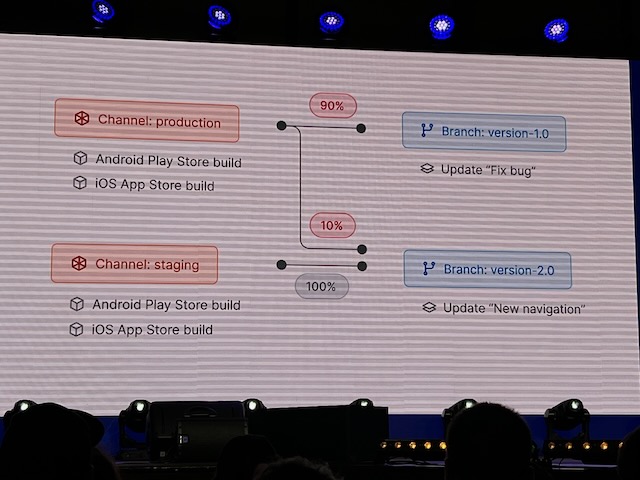 Channel: production
Android Play Store build
iOS App Store build
90%
Branch: version-1.0
Update “Fix bug”
10%
Channel: staging
Android Play Store build
iOS App Store build
100%
Branch: version-2.0
Update “New navigation”